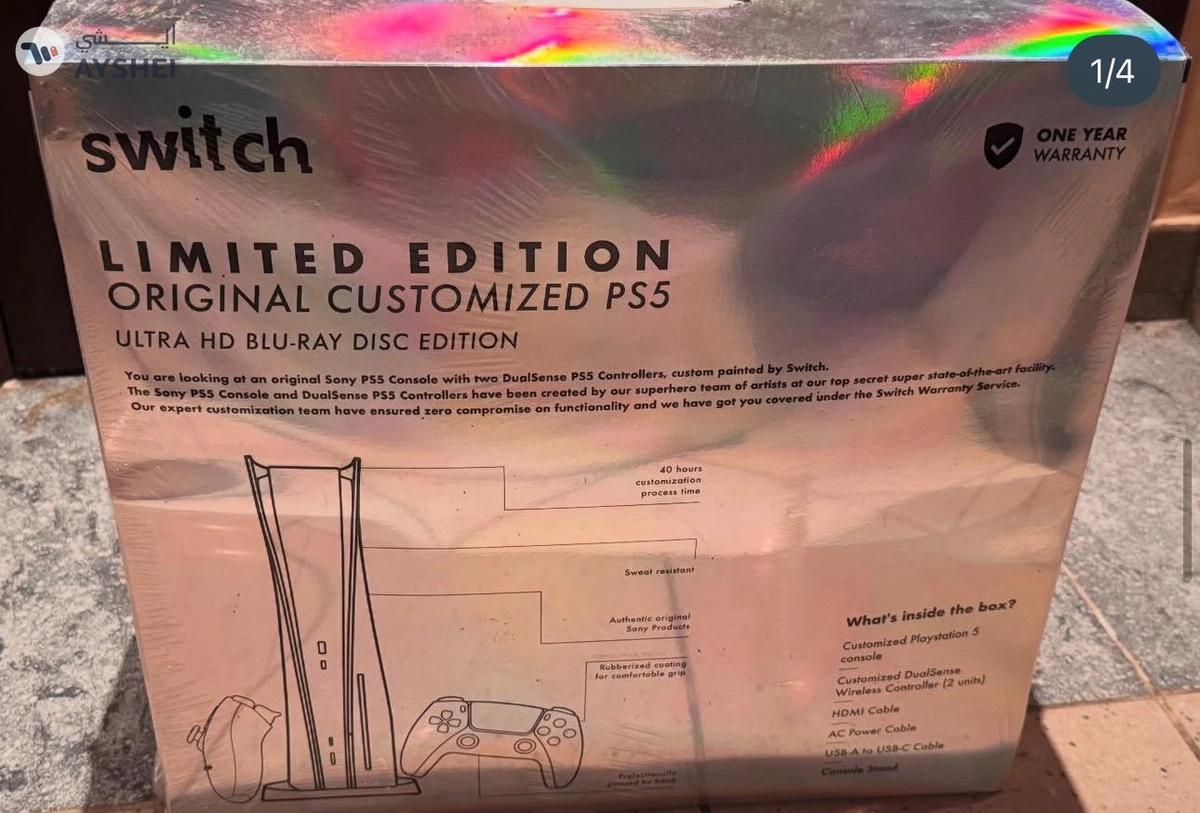 أيـــشي
AYSHEI
1/4
switch
ONE YEAR
WARRANTY
LIMITED EDITION
ORIGINAL CUSTOMIZED PS5
ULTRA HD BLU-RAY DISC EDITION
You are looking at an original Sony PS5 Console with two DualSense PS5 Controllers, custom painted by Switch.
The Sony PS5 Console and DualSense PS5 Controllers have been created by our superhero team of artists at our top secret super state-of-the-art facility.
Our expert customization team have ensured zero compromise on functionality and we have got you covered under the Switch Warranty Service.
40 hours
customization
process time
Sweat resistant
Authentic original
Sony Products
Rubberized coating
for comfortable grip
Professionally
by hand
What's inside the box?
Customized Playstation 5
console
Customized DualSense
Wireless Controller (2 units)
HDMI Cable
AC Power Cable
USB-A to USB-C Cable
Console Stand